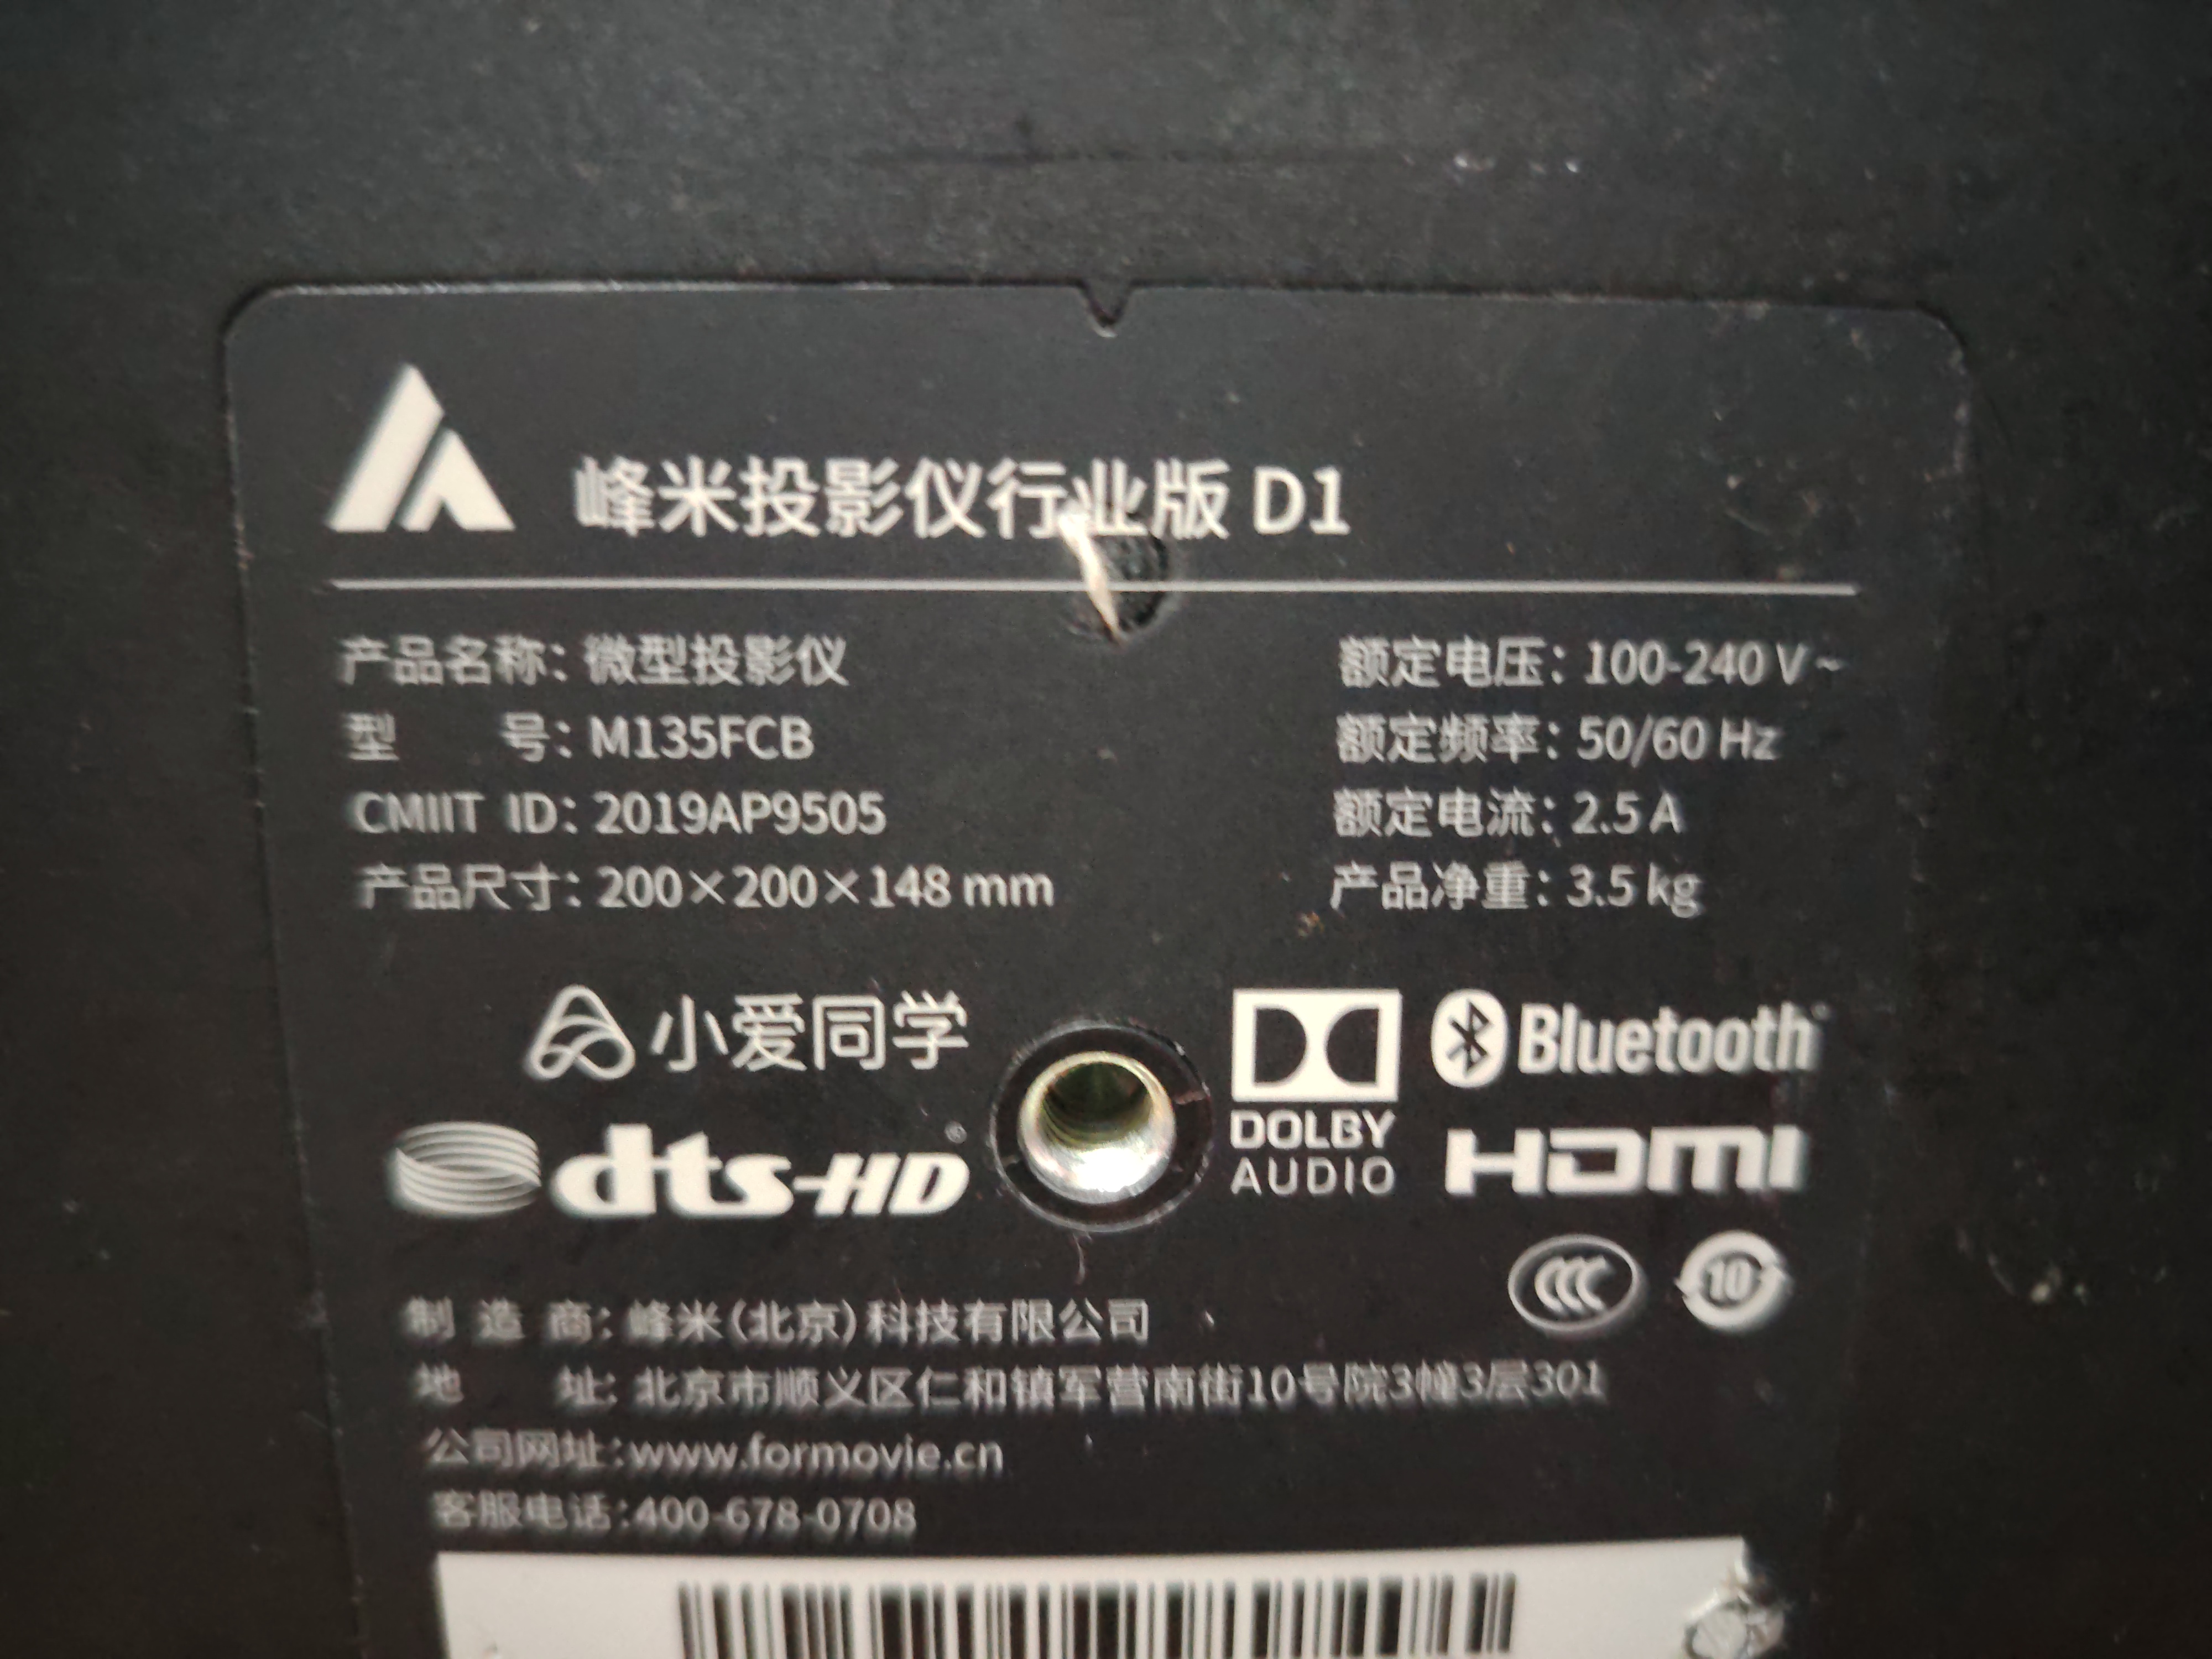 峰米投影仪行业版 D1
产品名称：微型投影仪
型 号：M135FCB
CMIIT ID：2019AP9505
产品尺寸：200×200×148 mm
额定电压：100-240 V ~
额定频率：50/60 Hz
额定电流：2.5 A
产品净重：3.5 kg
小爱同学
dts-HD
DOLBY
AUDIO
Bluetooth
HDMI
CCC
10
制 造 商：峰米（北京）科技有限公司
地 址：北京市顺义区仁和镇军营南街10号院3幢3层301
公司网址：www.formovie.cn
客服电话：400-678-0708